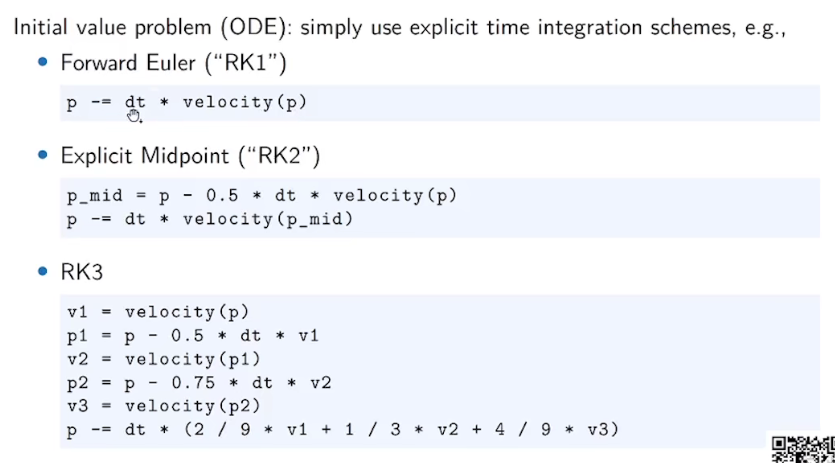 Initial value problem (ODE): simply use explicit time integration schemes, e.g.,
• Forward Euler (“RK1”)
p -= dt * velocity(p)
• Explicit Midpoint (“RK2”)
p_mid = p - 0.5 * dt * velocity(p)
p -= dt * velocity(p_mid)
• RK3
v1 = velocity(p)
p1 = p - 0.5 * dt * v1
v2 = velocity(p1)
p2 = p - 0.75 * dt * v2
v3 = velocity(p2)
p -= dt * (2 / 9 * v1 + 1 / 3 * v2 + 4 / 9 * v3)